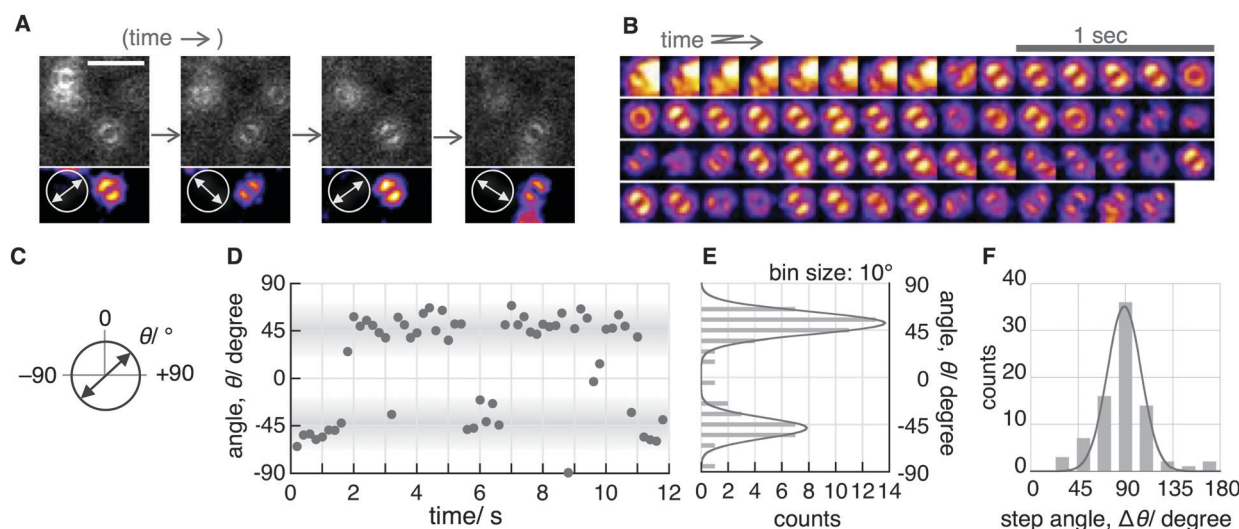 A
(time → )
B
time
1 sec
C
0
θ/ °
–90
+90
D
angle, θ/ degree
90
45
0
-45
-90
0 2 4 6 8 10 12
time/ s
E
bin size: 10°
90
45
0
-45
-90
angle, θ/ degree
0 2 4 6 8 10 12 14
counts
F
counts
40
30
20
10
0
0 45 90 135 180
step angle, Δθ/ degree